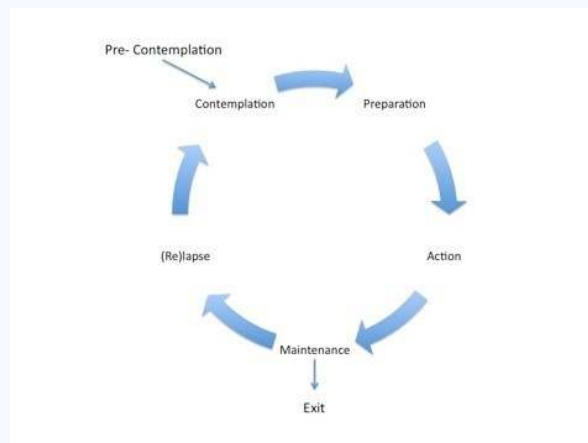 Pre- Contemplation
Contemplation
Preparation
(Re)lapse
Action
Maintenance
Exit